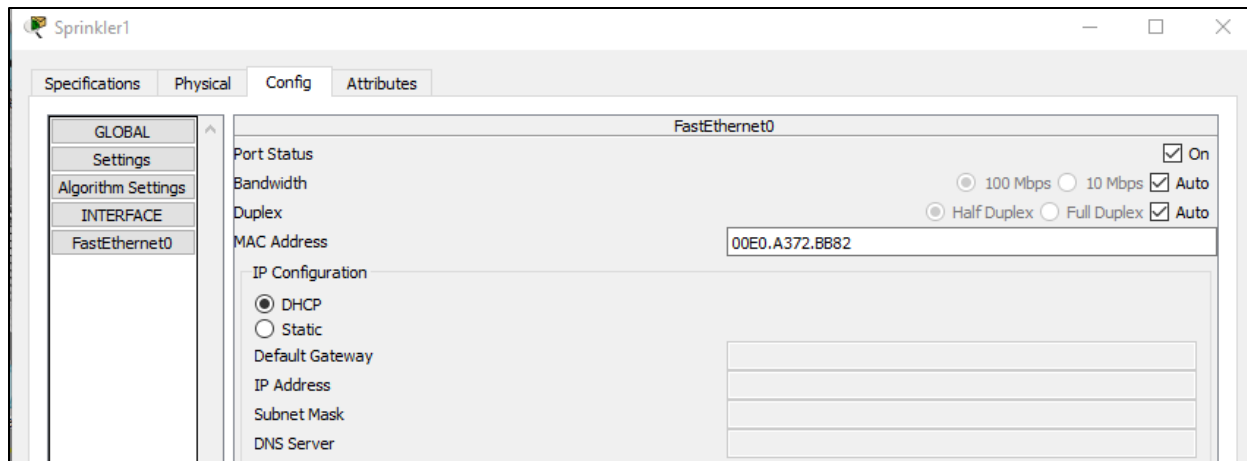 Sprinkler1
Specifications Physical Config Attributes
GLOBAL
Settings
Algorithm Settings
INTERFACE
FastEthernet0
FastEthernet0
Port Status On
Bandwidth 100 Mbps 10 Mbps Auto
Duplex Half Duplex Full Duplex Auto
MAC Address 00E0.A372.BB82
IP Configuration
DHCP
Static
Default Gateway
IP Address
Subnet Mask
DNS Server